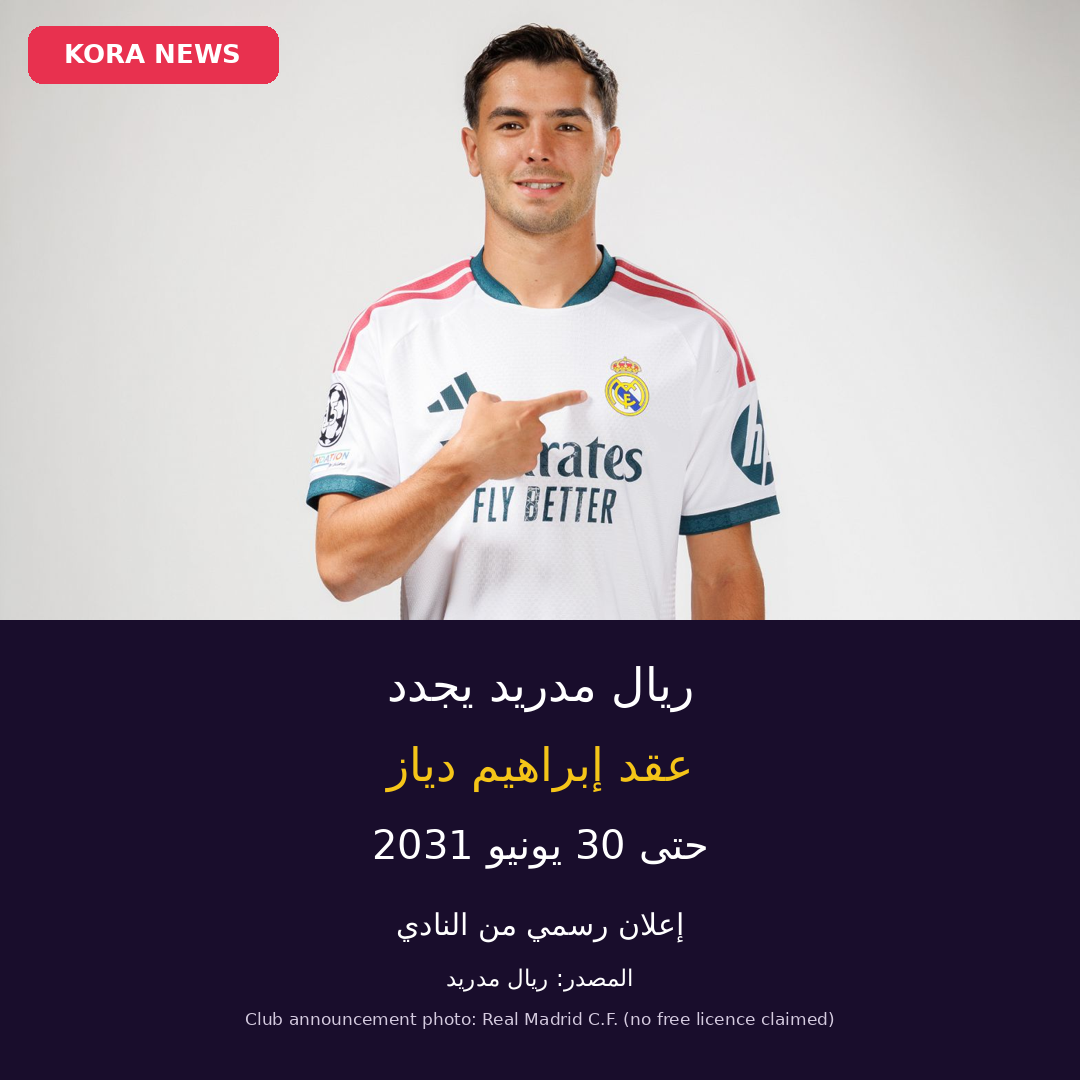 KORA NEWS
rates
FLY BETTER
ريال مدريد يجدد
عقد إبراهيم دياز
حتى 30 يونيو 2031
إعلان رسمي من النادي
المصدر: ريال مدريد
Club announcement photo: Real Madrid C.F. (no free licence claimed)